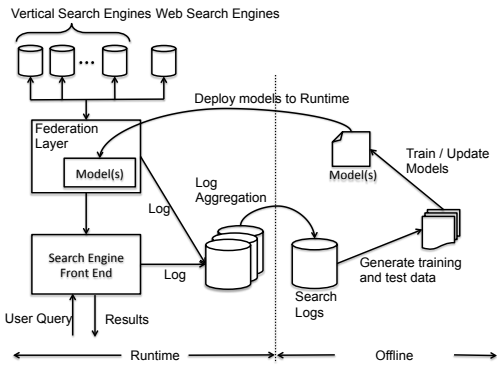 Vertical Search Engines Web Search Engines
...
Deploy models to Runtime
Federation
Layer
Model(s)
Model(s)
Train / Update
Models
Log
Log
Aggregation
Search Engine
Front End
Log
Generate training
and test data
Search
Logs
User Query
Results
Runtime
Offline